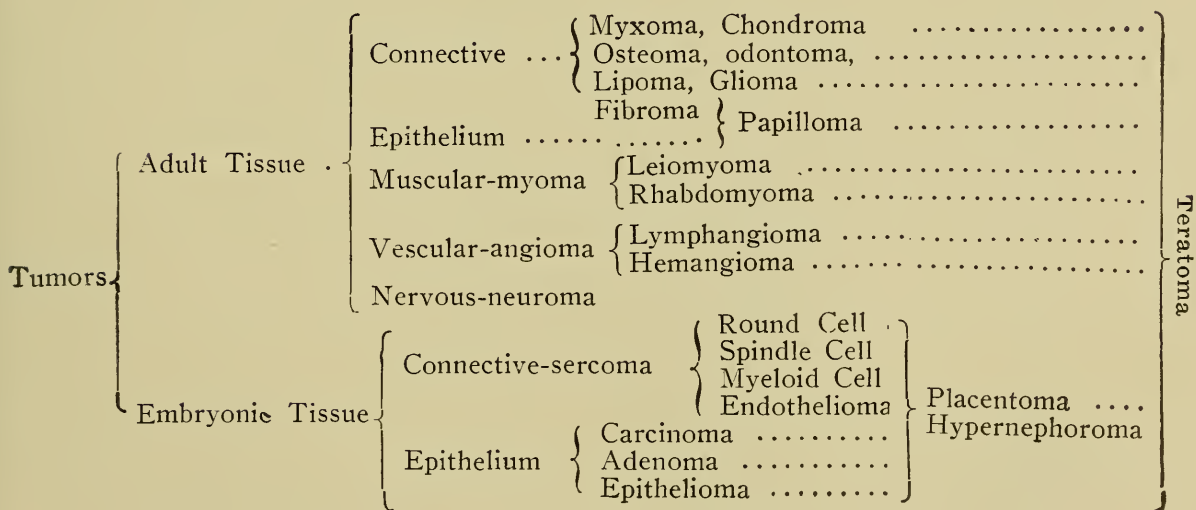 Myxoma, Chondroma ................
Connective ... Osteoma, odontoma, ..................
Lipoma, Glioma ......................
Fibroma
Epithelium ............. Papilloma .................
Adult Tissue .
Muscular-myoma Leiomyoma .......................
Rhabdomyoma ....................
Vescular-angioma Lymphangioma .....................
Hemangioma .......................
Tumors
Nervous-neuroma
Round Cell .
Connective-sercoma Spindle Cell
Myeloid Cell
Endothelioma
Embryonic Tissue Placentoma ....
Hypernephoroma
Carcinoma ..........
Epithelium Adenoma ...........
Epithelioma .........
Teratoma